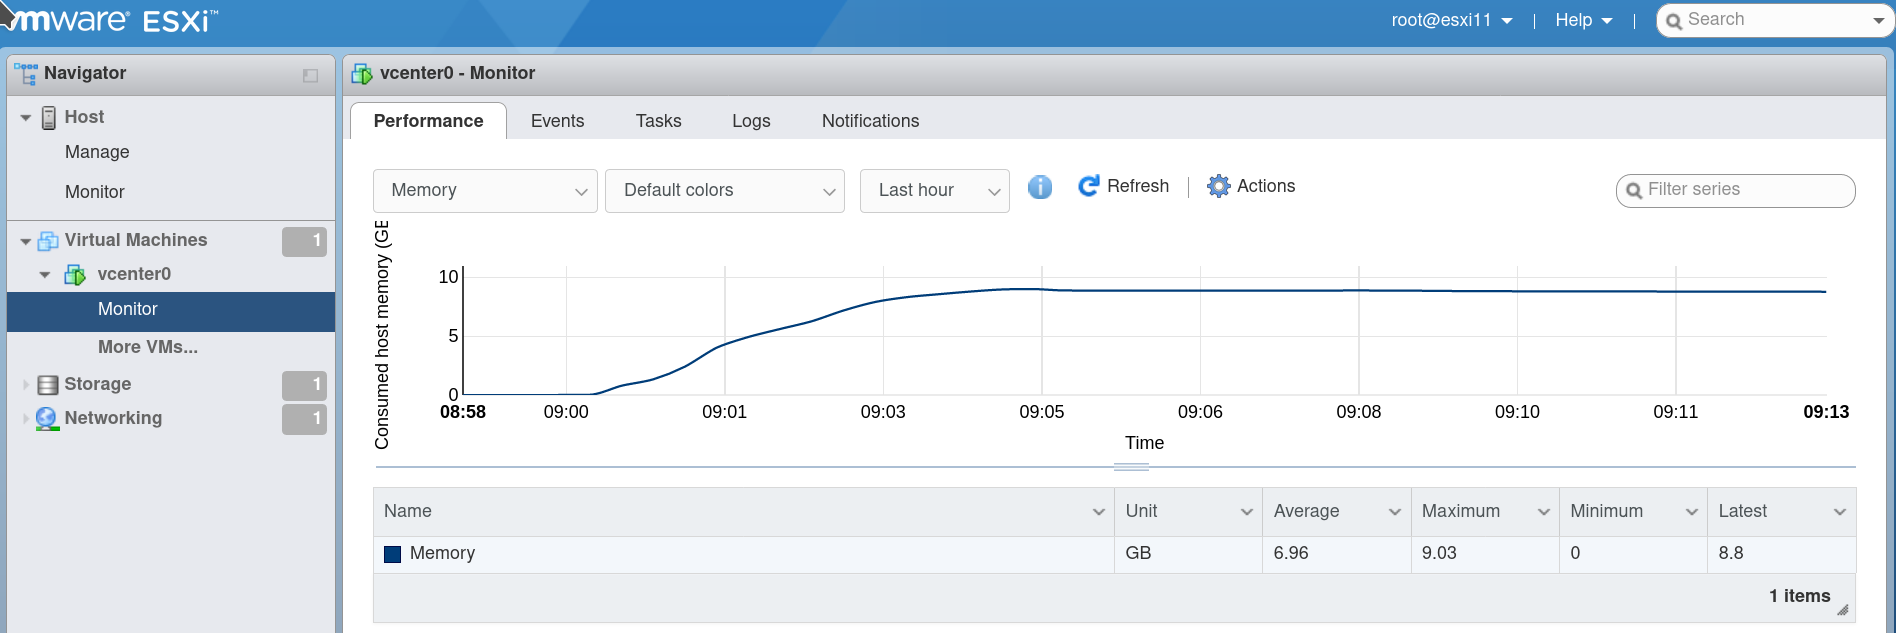 vmware® ESXi™
root@esxi11 | Help | Search
Navigator
Host
Manage
Monitor
Virtual Machines 1
vcenter0
Monitor
More VMs...
Storage 1
Networking 1
vcenter0 - Monitor
Performance Events Tasks Logs Notifications
Memory Default colors Last hour Refresh | Actions Filter series
Consumed host memory (GB
10
5
0
08:58 09:00 09:01 09:03 09:05 09:06 09:08 09:10 09:11 09:13
Time
Name Unit Average Maximum Minimum Latest
Memory GB 6.96 9.03 0 8.8
1 items